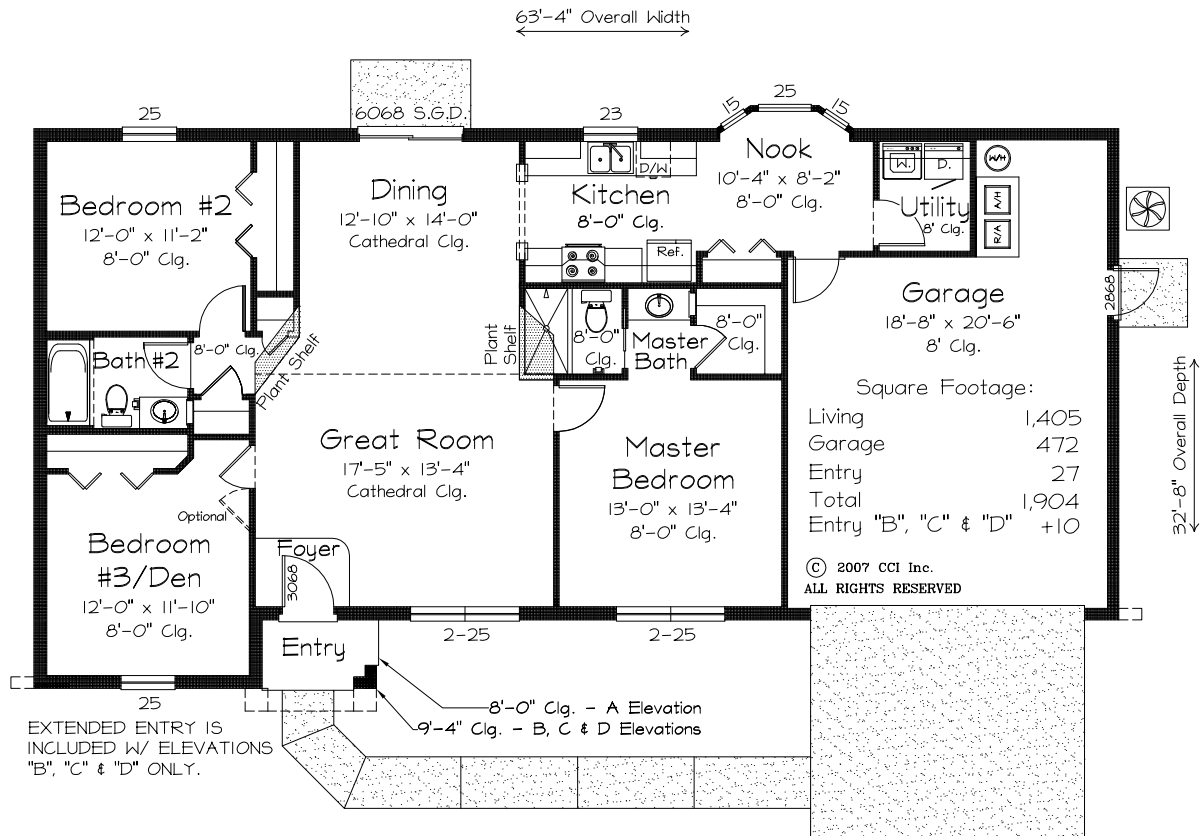 63'-4" Overall Width
6068 S.G.D.
25
23
15
25
15
Bedroom #2
12'-0" x 11'-2"
8'-0" Clg.
Dining
12'-10" x 14'-0"
Cathedral Clg.
Kitchen
8'-0" Clg.
D/W
Ref.
Nook
10'-4" x 8'-2"
8'-0" Clg.
W.
D.
Utility
8' Clg.
W/H
A/H
R/A
2868
Garage
18'-8" x 20'-6"
8' Clg.
Bath #2
8'-0" Clg.
Plant Shelf
Plant
Shelf
8'-0"
Clg.
Master
Bath
8'-0"
Clg.
Square Footage:
Living 1,405
Garage 472
Entry 27
Total 1,904
Entry "B", "C" & "D" +10
32'-8" Overall Depth
Great Room
17'-5" x 13'-4"
Cathedral Clg.
Master
Bedroom
13'-0" x 13'-4"
8'-0" Clg.
Optional
Bedroom
#3/Den
12'-0" x 11'-10"
8'-0" Clg.
Foyer
3068
© 2007 CCI Inc.
ALL RIGHTS RESERVED
Entry
2-25
2-25
25
8'-0" Clg. - A Elevation
9'-4" Clg. - B, C & D Elevations
EXTENDED ENTRY IS
INCLUDED W/ ELEVATIONS
"B", "C" & "D" ONLY.